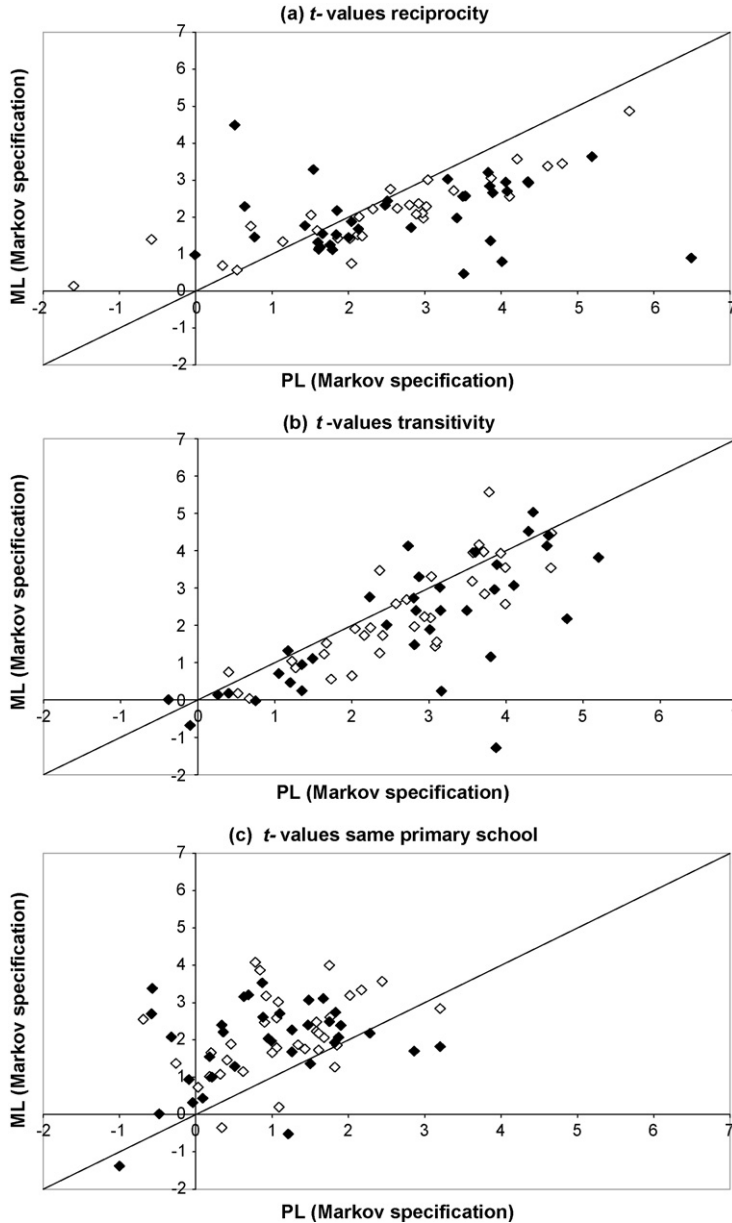 (a) t- values reciprocity
7
6
5
4
3
2
1
0
-2 -1 0 1 2 3 4 5 6 7
-1
-2
ML (Markov specification)
PL (Markov specification)
(b) t -values transitivity
7
6
5
4
3
2
1
0
-2 -1 0 1 2 3 4 5 6 7
-1
-2
ML (Markov specification)
PL (Markov specification)
(c) t- values same primary school
7
6
5
4
3
2
1
0
-2 -1 0 1 2 3 4 5 6 7
-1
-2
ML (Markov specification)
PL (Markov specification)